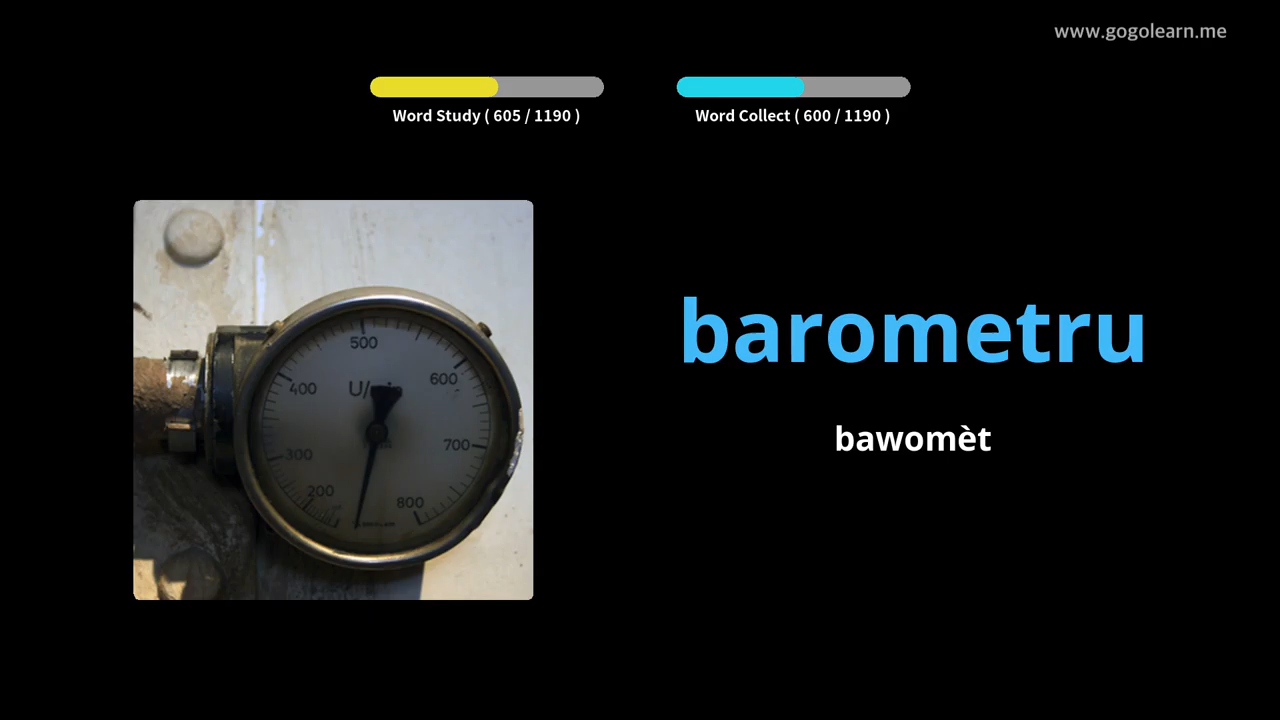 www.gogolearn.me
Word Study ( 605 / 1190 )
Word Collect ( 600 / 1190 )
barometru
bawomèt
500
400
600
U/min
300
700
200
800